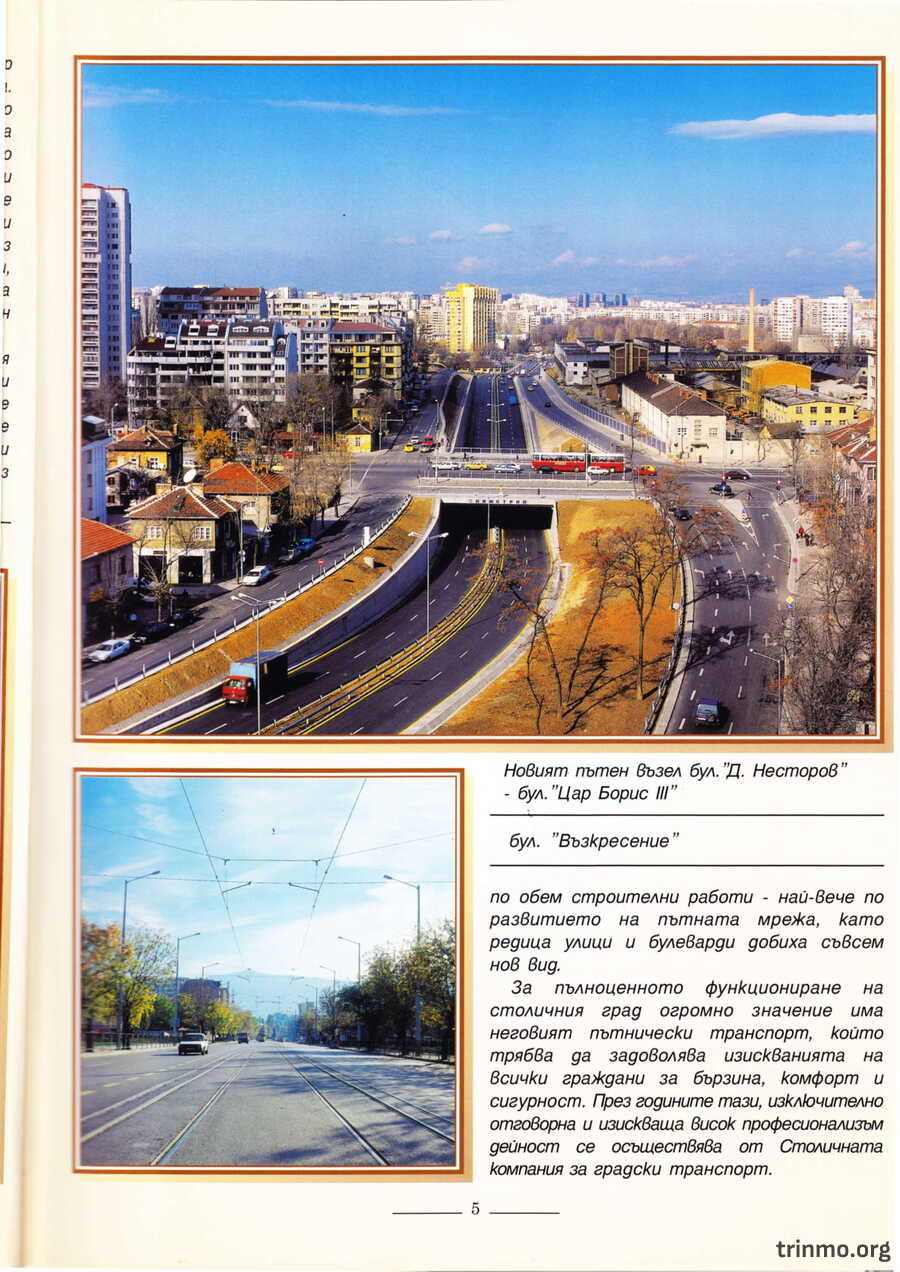 Новият пътен възел бул."Д. Несторов"
- бул."Цар Борис III"
бул. "Възкресение"
по обем строителни работи - най-вече по
развитието на пътната мрежа, като
редица улици и булеварди добиха съвсем
нов вид.
За пълноценното функциониране на
столичния град огромно значение има
неговият пътнически транспорт, който
трябва да задоволява изискванията на
всички граждани за бързина, комфорт и
сигурност. През годините тази, изключително
отговорна и изискваща висок професионализъм
дейност се осъществява от Столичната
компания за градски транспорт.
5
trinmo.org